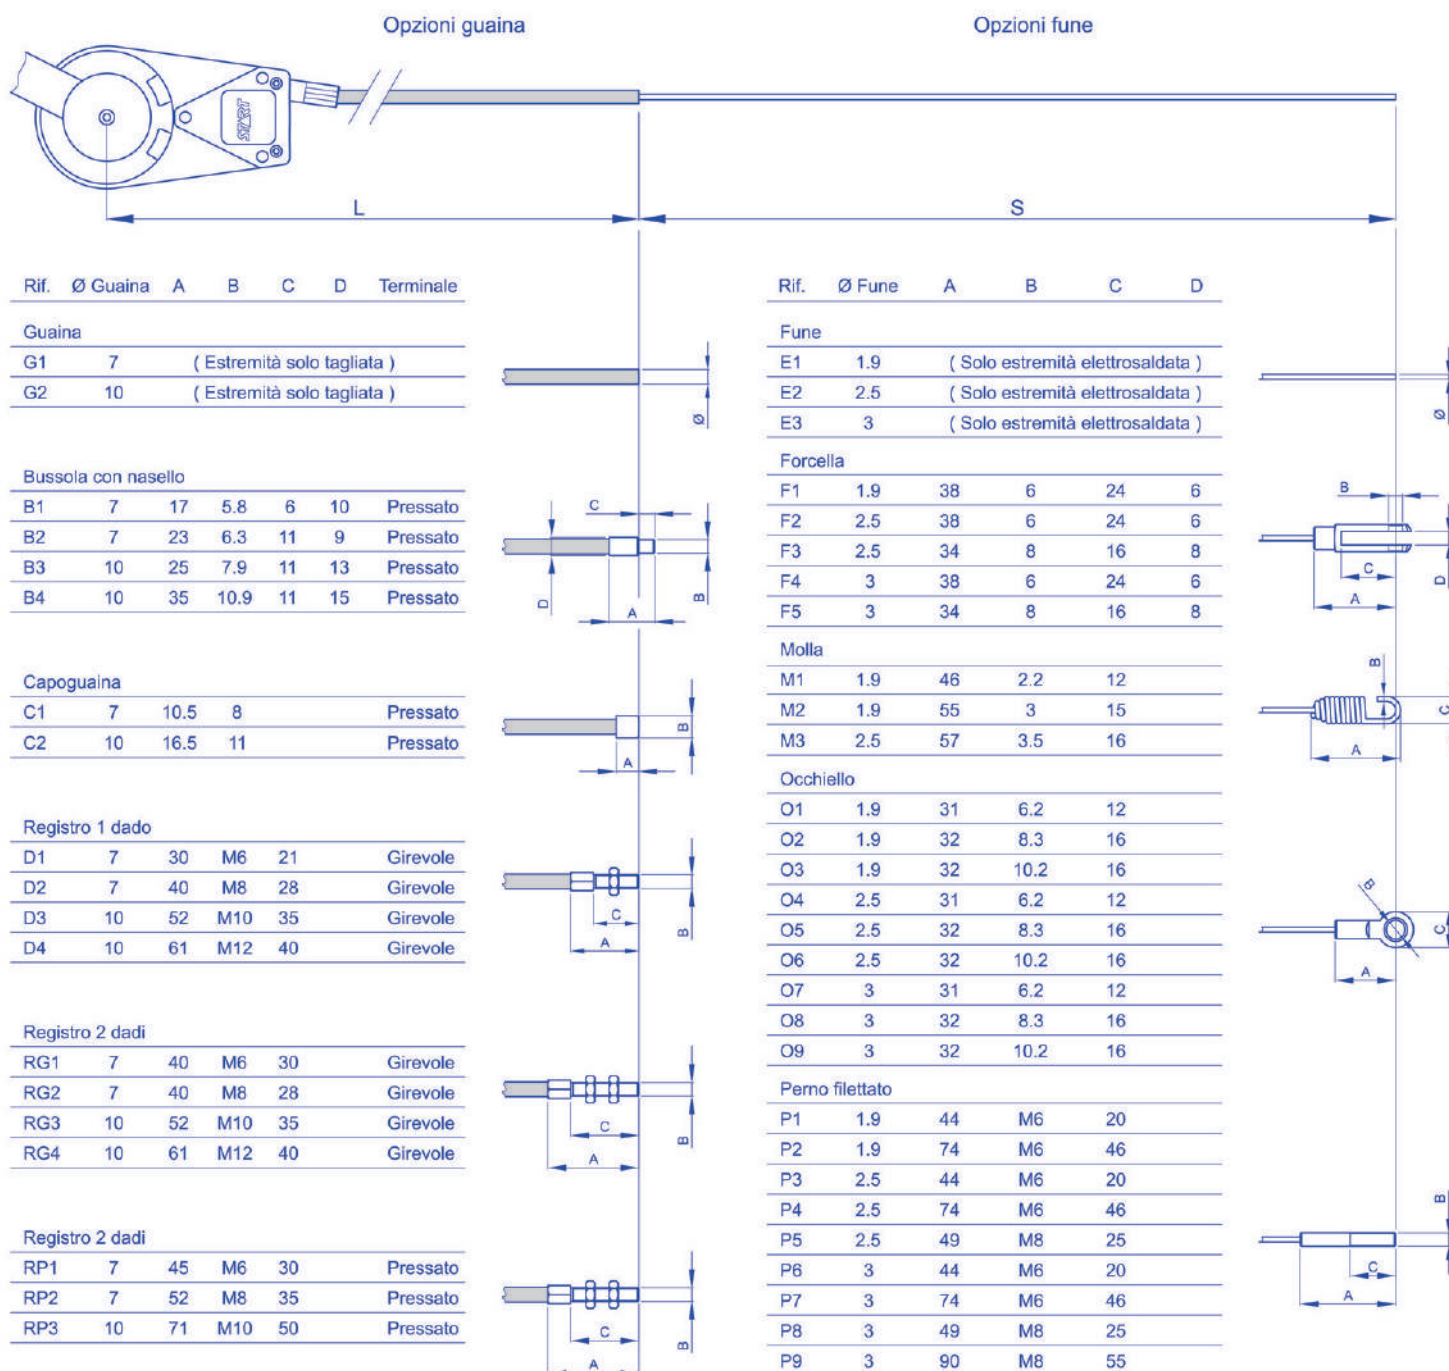 Opzioni guaina
Opzioni fune
START
L
S
Rif. Ø Guaina A B C D Terminale
Guaina
G1 7 ( Estremità solo tagliata )
G2 10 ( Estremità solo tagliata )
Ø
Bussola con nasello
B1 7 17 5.8 6 10 Pressato
B2 7 23 6.3 11 9 Pressato
B3 10 25 7.9 11 13 Pressato
B4 10 35 10.9 11 15 Pressato
C
D
A
B
Capoguaina
C1 7 10.5 8 Pressato
C2 10 16.5 11 Pressato
B
A
Registro 1 dado
D1 7 30 M6 21 Girevole
D2 7 40 M8 28 Girevole
D3 10 52 M10 35 Girevole
D4 10 61 M12 40 Girevole
C
B
A
Registro 2 dadi
RG1 7 40 M6 30 Girevole
RG2 7 40 M8 28 Girevole
RG3 10 52 M10 35 Girevole
RG4 10 61 M12 40 Girevole
C
B
A
Registro 2 dadi
RP1 7 45 M6 30 Pressato
RP2 7 52 M8 35 Pressato
RP3 10 71 M10 50 Pressato
C
B
A
Rif. Ø Fune A B C D
Fune
E1 1.9 ( Solo estremità elettrosaldata )
E2 2.5 ( Solo estremità elettrosaldata )
E3 3 ( Solo estremità elettrosaldata )
Ø
Forcella
F1 1.9 38 6 24 6
F2 2.5 38 6 24 6
F3 2.5 34 8 16 8
F4 3 38 6 24 6
F5 3 34 8 16 8
B
C
D
A
Molla
M1 1.9 46 2.2 12
M2 1.9 55 3 15
M3 2.5 57 3.5 16
B
C
A
Occhiello
O1 1.9 31 6.2 12
O2 1.9 32 8.3 16
O3 1.9 32 10.2 16
O4 2.5 31 6.2 12
O5 2.5 32 8.3 16
O6 2.5 32 10.2 16
O7 3 31 6.2 12
O8 3 32 8.3 16
O9 3 32 10.2 16
B
C
A
Perno filettato
P1 1.9 44 M6 20
P2 1.9 74 M6 46
P3 2.5 44 M6 20
P4 2.5 74 M6 46
P5 2.5 49 M8 25
P6 3 44 M6 20
P7 3 74 M6 46
P8 3 49 M8 25
P9 3 90 M8 55
B
C
A